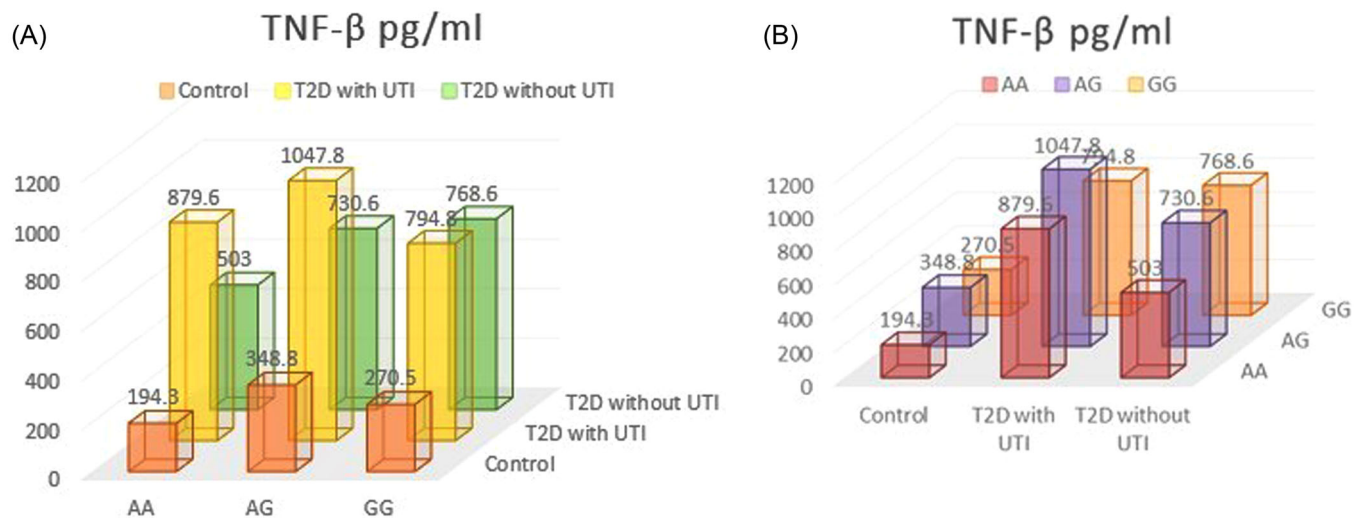 (A)
TNF-β pg/ml
Control T2D with UTI T2D without UTI
1200
1000
800
600
400
200
0
879.6
1047.8
794.8
503
730.6
768.6
194.3
348.8
270.5
AA AG GG
T2D without UTI
T2D with UTI
Control
(B)
TNF-β pg/ml
AA AG GG
1200
1000
800
600
400
200
0
270.5
794.8
768.6
348.8
1047.8
730.6
194.3
879.6
503
GG
AG
AA
Control T2D with T2D without
UTI UTI